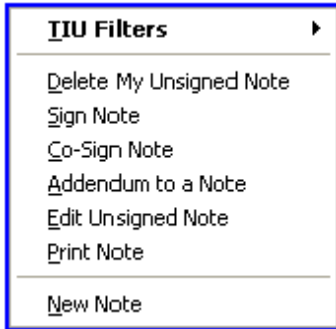 TIU Filters
Delete My Unsigned Note
Sign Note
Co-Sign Note
Addendum to a Note
Edit Unsigned Note
Print Note
New Note